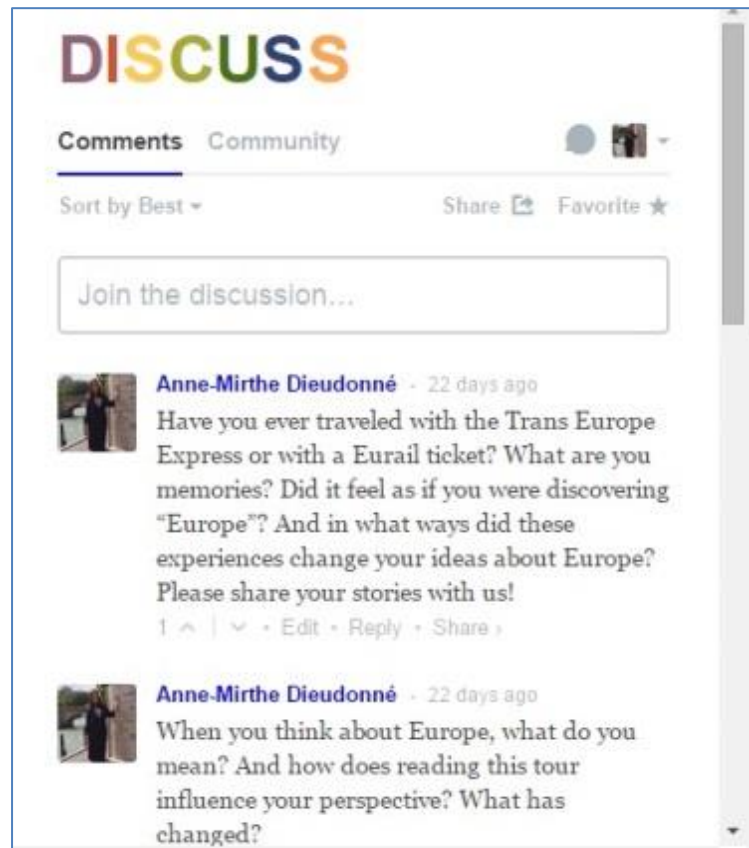 DISCUSS
Comments Community
Sort by Best Share Favorite
Join the discussion...
Anne-Mirthe Dieudonné - 22 days ago
Have you ever traveled with the Trans Europe
Express or with a Eurail ticket? What are you
memories? Did it feel as if you were discovering
“Europe”? And in what ways did these
experiences change your ideas about Europe?
Please share your stories with us!
1 | • Edit • Reply • Share ›
Anne-Mirthe Dieudonné - 22 days ago
When you think about Europe, what do you
mean? And how does reading this tour
influence your perspective? What has
changed?